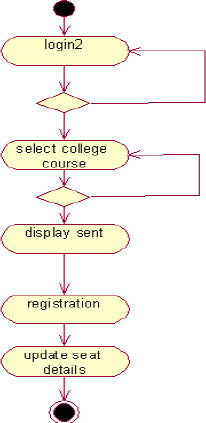 login2
select college
course
display sent
registration
update seat
details